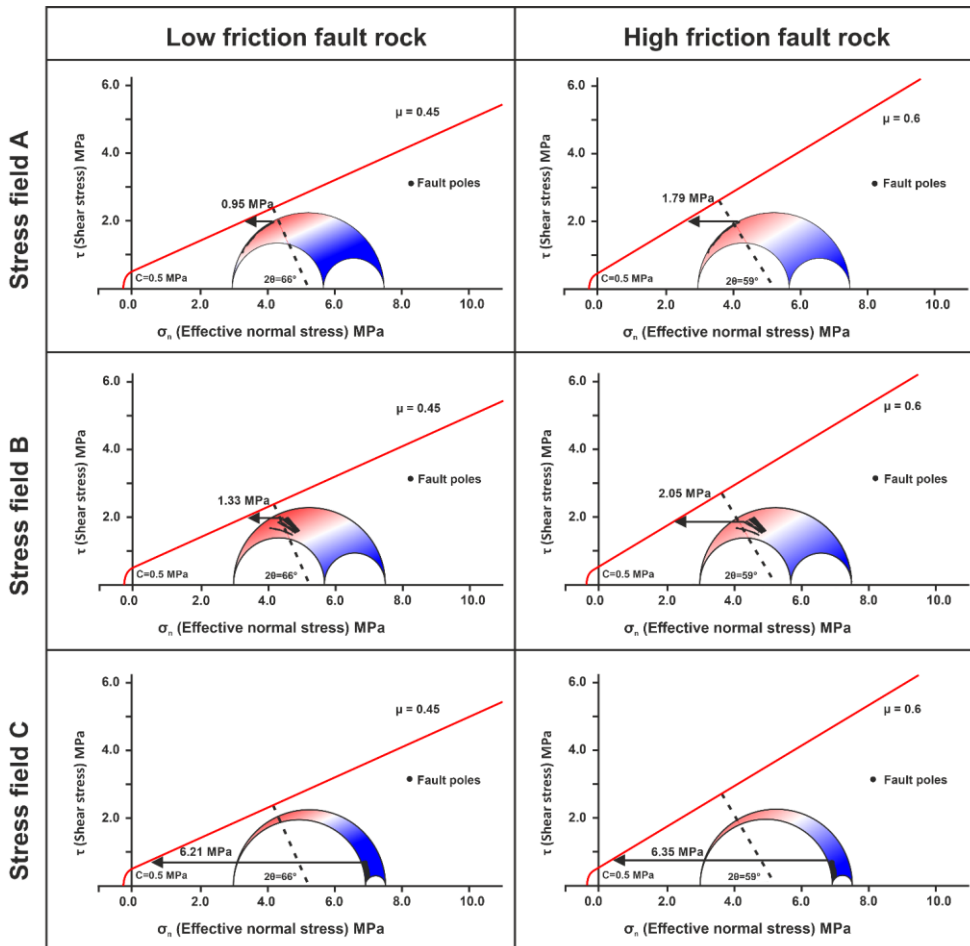 Low friction fault rock
High friction fault rock
Stress field A
6.0
4.0
2.0
τ (Shear stress) MPa
μ = 0.45
Fault poles
0.95 MPa
C=0.5 MPa
2θ=66°
0.0
2.0
4.0
6.0
8.0
10.0
σn (Effective normal stress) MPa
6.0
4.0
2.0
τ (Shear stress) MPa
μ = 0.6
Fault poles
1.79 MPa
C=0.5 MPa
2θ=59°
0.0
2.0
4.0
6.0
8.0
10.0
σn (Effective normal stress) MPa
Stress field B
6.0
4.0
2.0
τ (Shear stress) MPa
μ = 0.45
Fault poles
1.33 MPa
C=0.5 MPa
2θ=66°
0.0
2.0
4.0
6.0
8.0
10.0
σn (Effective normal stress) MPa
6.0
4.0
2.0
τ (Shear stress) MPa
μ = 0.6
Fault poles
2.05 MPa
C=0.5 MPa
2θ=59°
0.0
2.0
4.0
6.0
8.0
10.0
σn (Effective normal stress) MPa
Stress field C
6.0
4.0
2.0
τ (Shear stress) MPa
μ = 0.45
Fault poles
6.21 MPa
C=0.5 MPa
2θ=66°
0.0
2.0
4.0
6.0
8.0
10.0
σn (Effective normal stress) MPa
6.0
4.0
2.0
τ (Shear stress) MPa
μ = 0.6
Fault poles
6.35 MPa
C=0.5 MPa
2θ=59°
0.0
2.0
4.0
6.0
8.0
10.0
σn (Effective normal stress) MPa